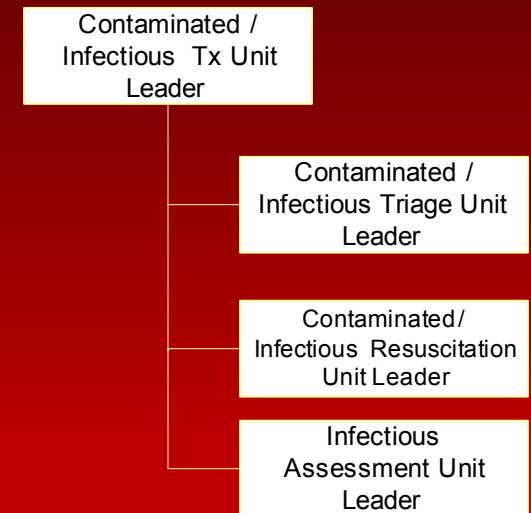 Contaminated /
Infectious Tx Unit
Leader
Contaminated /
Infectious Triage Unit
Leader
Contaminated/
Infectious Resuscitation
Unit Leader
Infectious
Assessment Unit
Leader